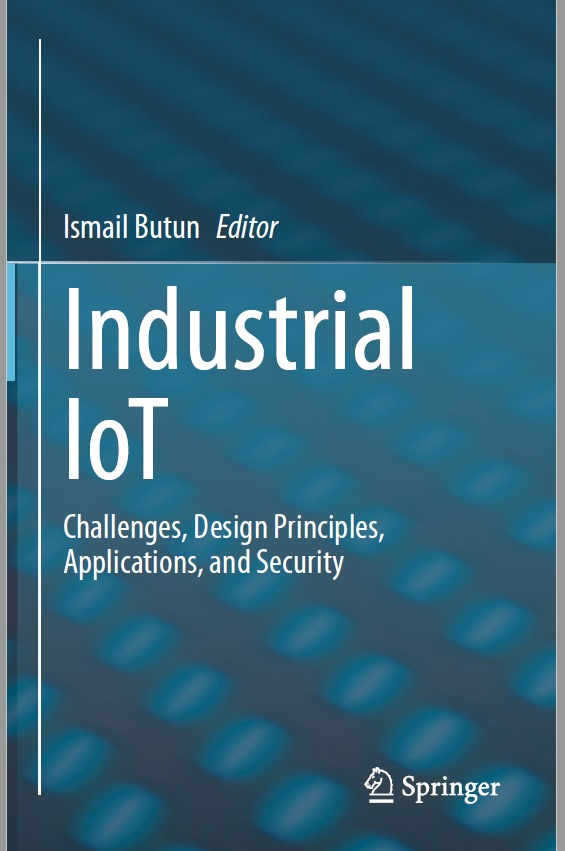 Ismail Butun Editor
Industrial
IoT
Challenges, Design Principles,
Applications, and Security
Springer